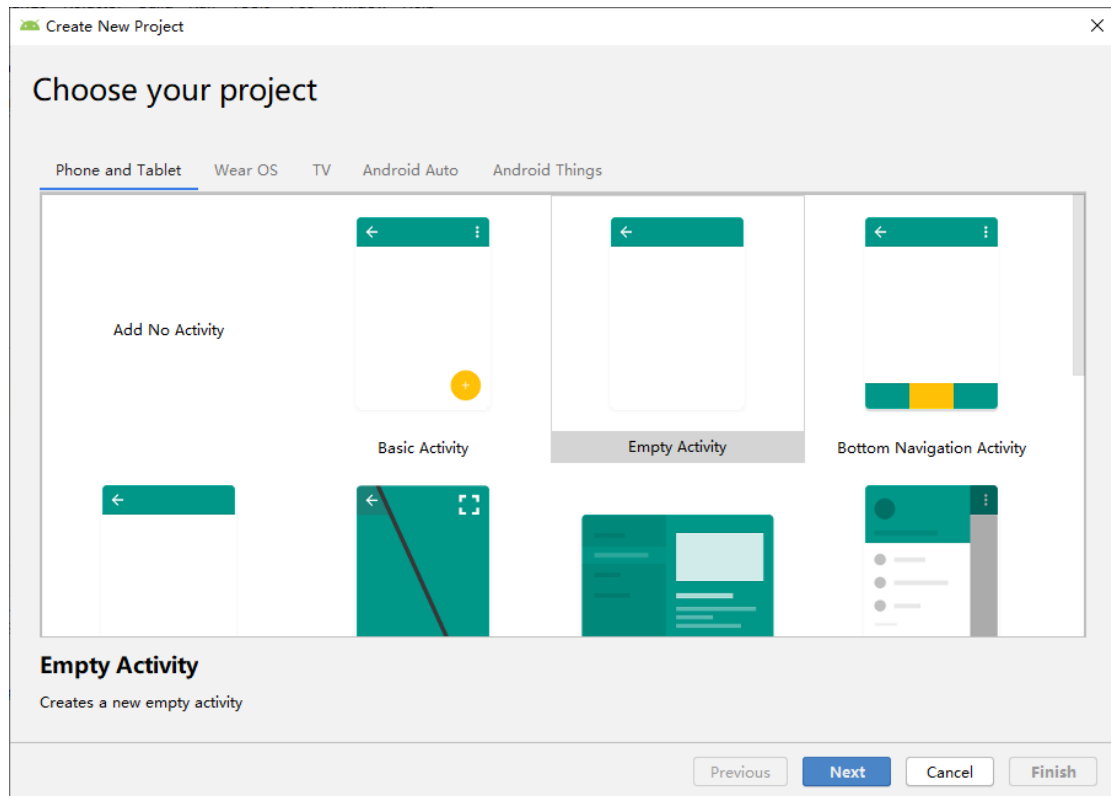 Create New Project
Choose your project
Phone and Tablet Wear OS TV Android Auto Android Things
Add No Activity
Basic Activity
Empty Activity
Bottom Navigation Activity
Empty Activity
Creates a new empty activity
Previous Next Cancel Finish